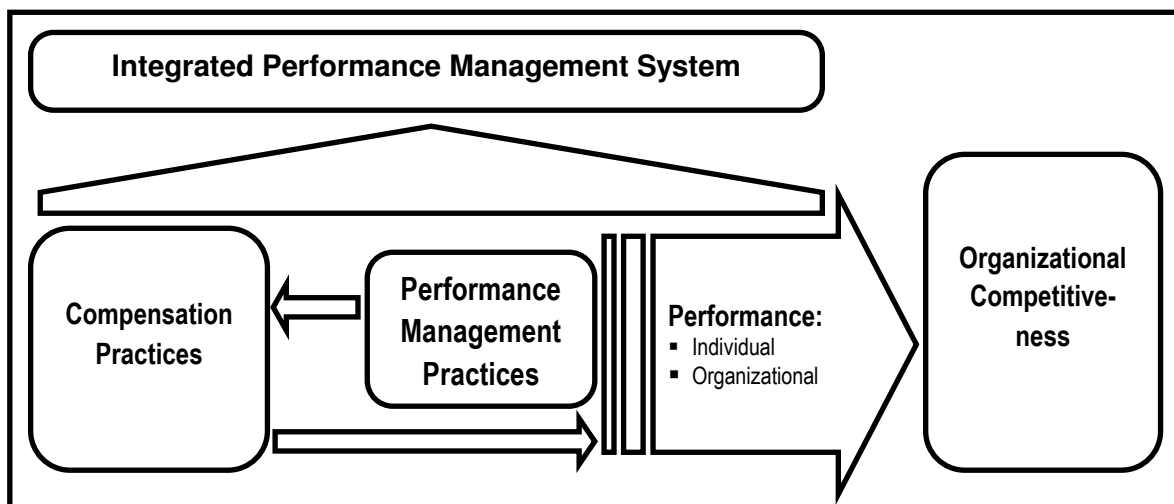 Integrated Performance Management System
Compensation
Practices
Performance
Management
Practices
Performance:
▪ Individual
▪ Organizational
Organizational
Competitive-
ness